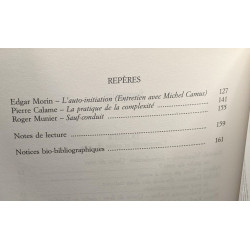 REPÈRES
Edgar Morin – L'auto-initiation (Entretien avec Michel Camus) 127
Pierre Calame – La pratique de la complexité 141
Roger Munier – Sauf-conduit 155
Notes de lecture 159
Notices bio-bibliographiques 163